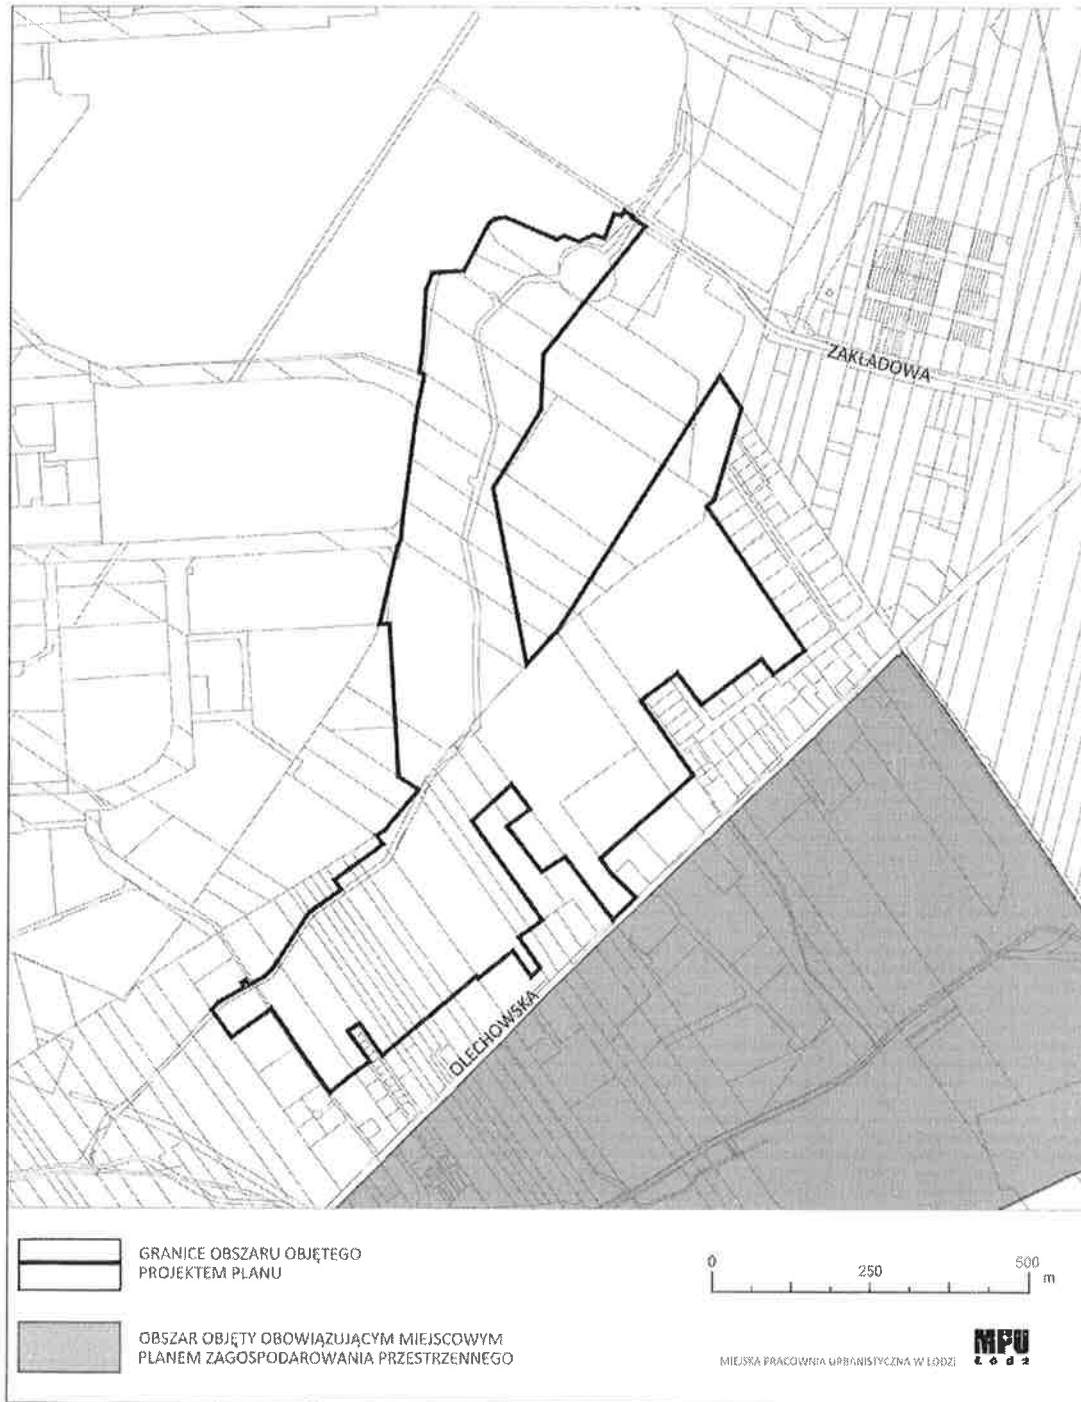 ZAKŁADOWA
OLECHOWSKA
GRANICE OBSZARU OBJĘTEGO
PROJEKTEM PLANU
0 250 500 m
OBSZAR OBJĘTY OBOWIĄZUJĄCYM MIEJSCOWYM
PLANEM ZAGOSPODAROWANIA PRZESTRZENNEGO
MIEJSKA PRACOWNIA URBANISTYCZNA W ŁODZI
MPU
Łódź